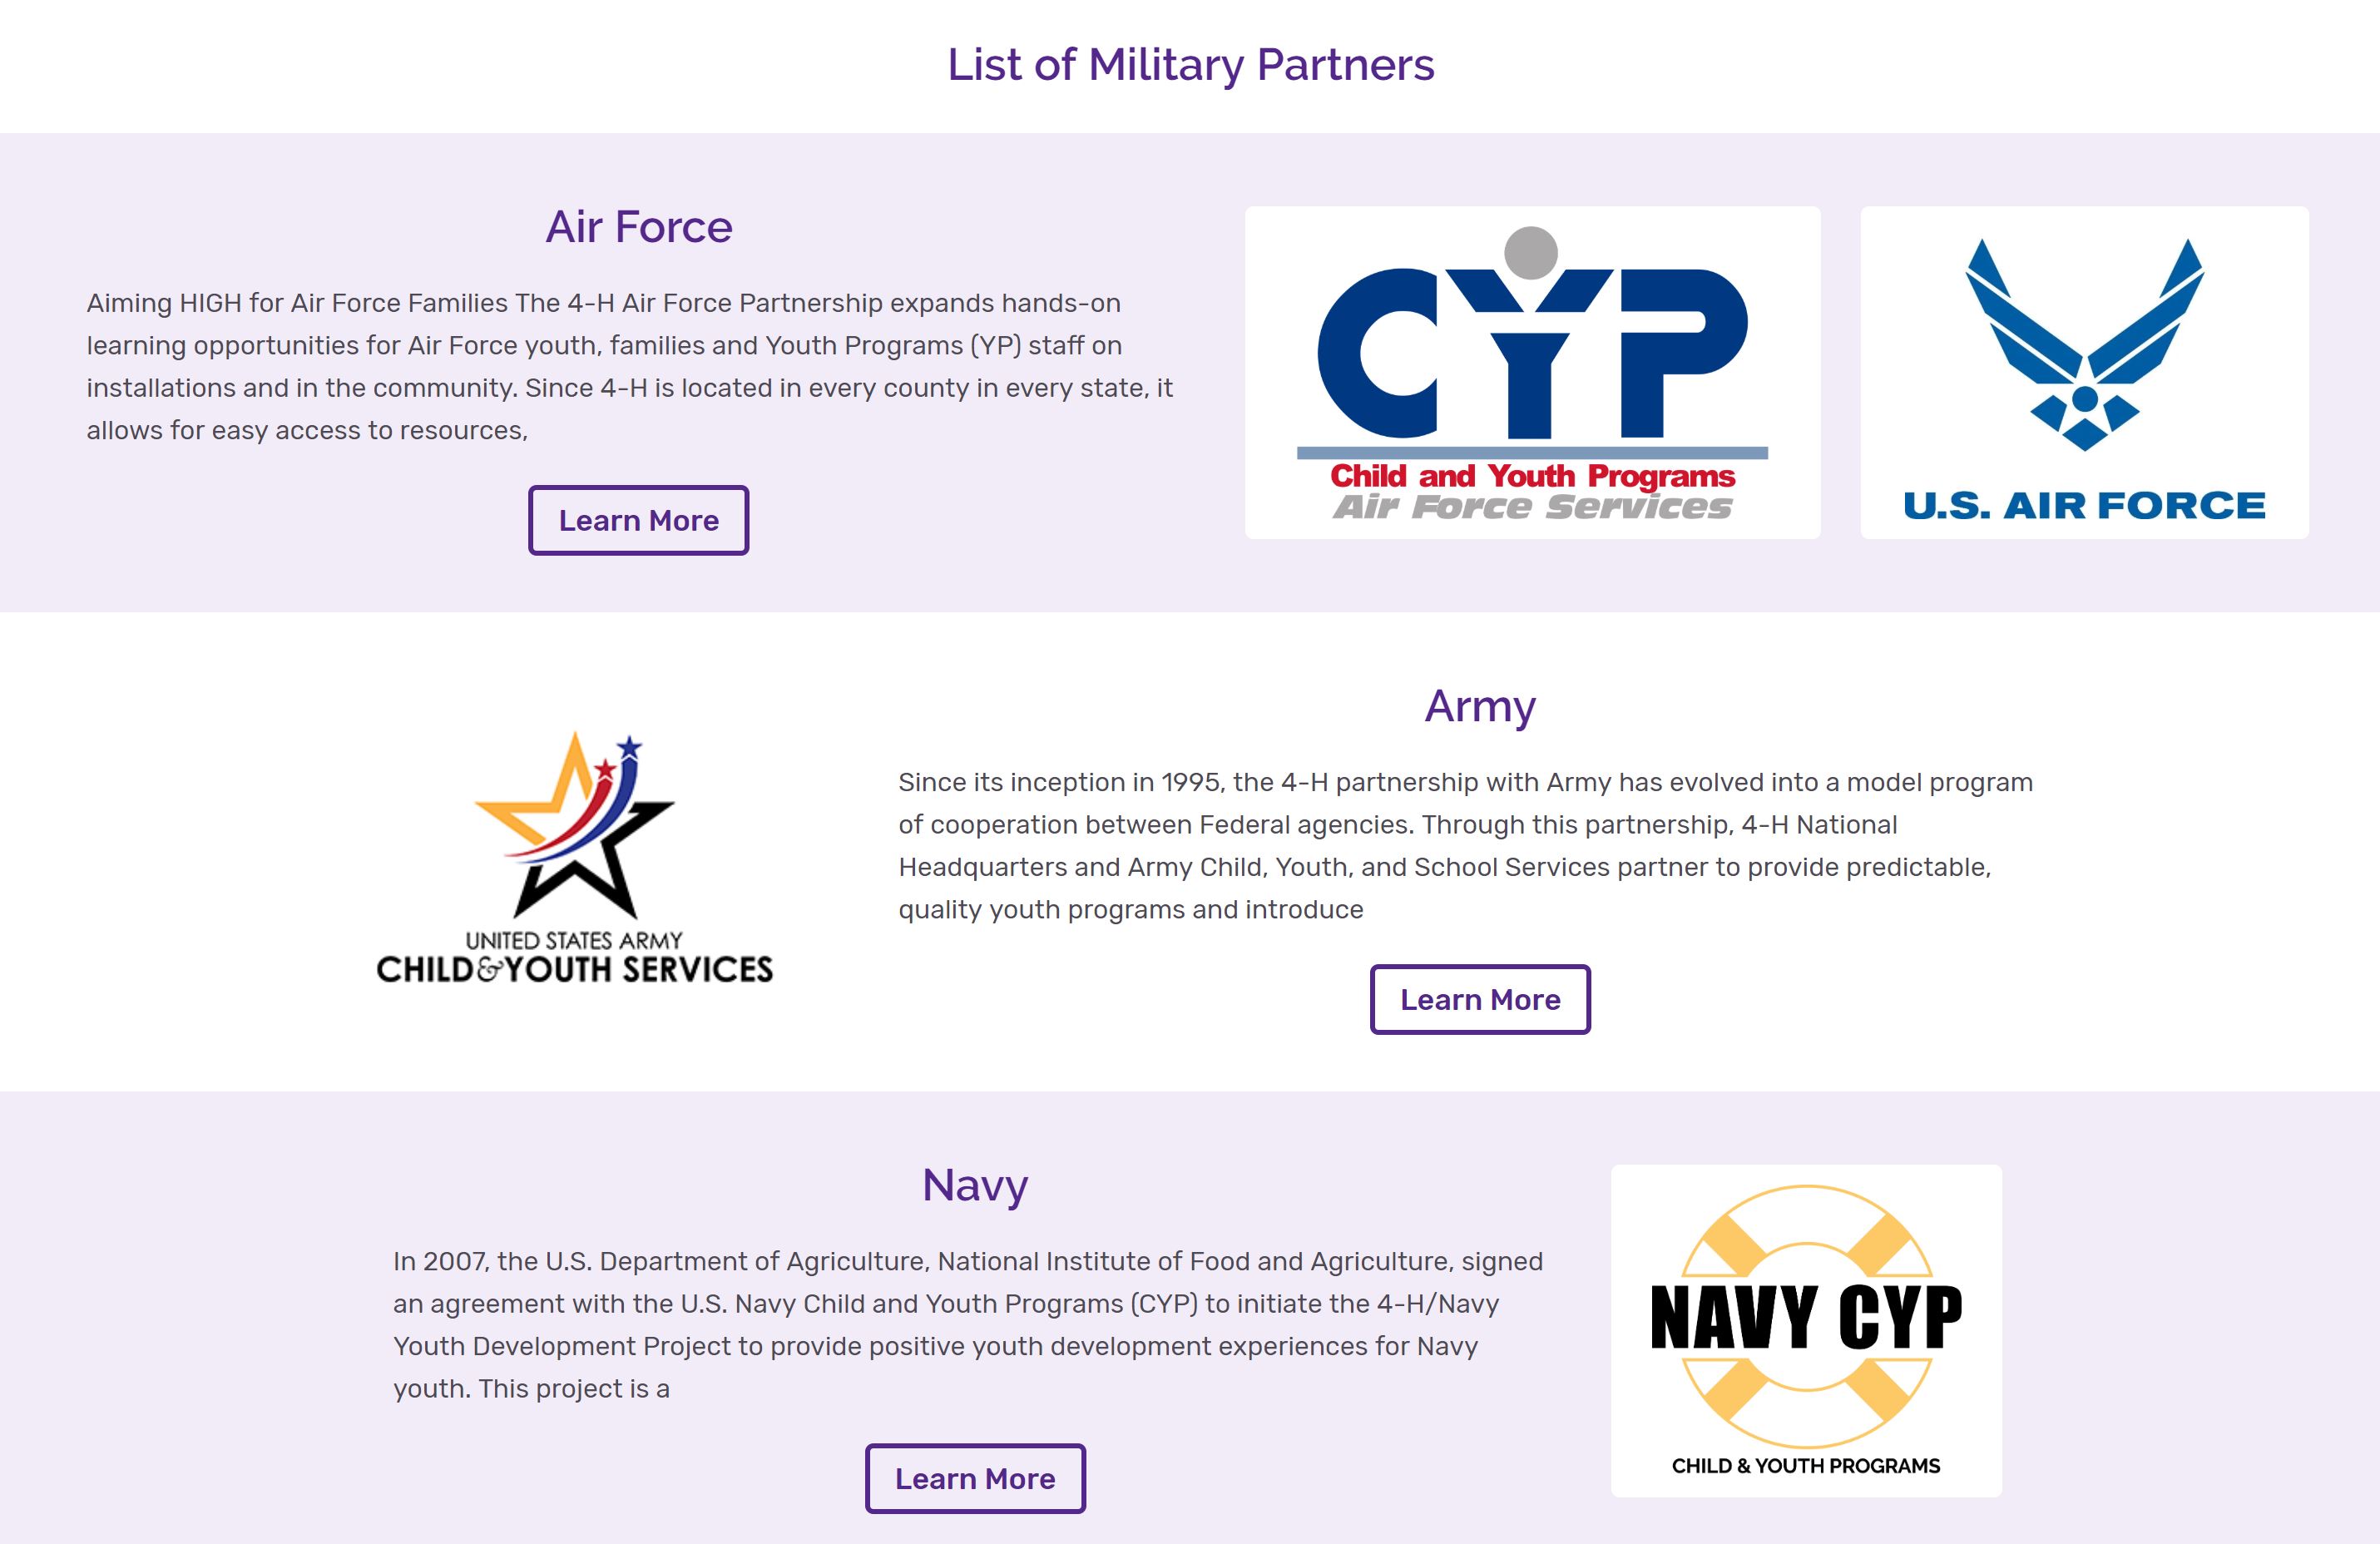 List of Military Partners
Air Force
Aiming HIGH for Air Force Families The 4-H Air Force Partnership expands hands-on
learning opportunities for Air Force youth, families and Youth Programs (YP) staff on
installations and in the community. Since 4-H is located in every county in every state, it
allows for easy access to resources,
Learn More
CYP
Child and Youth Programs
Air Force Services
U.S. AIR FORCE
UNITED STATES ARMY
CHILD & YOUTH SERVICES
Army
Since its inception in 1995, the 4-H partnership with Army has evolved into a model program
of cooperation between Federal agencies. Through this partnership, 4-H National
Headquarters and Army Child, Youth, and School Services partner to provide predictable,
quality youth programs and introduce
Learn More
Navy
In 2007, the U.S. Department of Agriculture, National Institute of Food and Agriculture, signed
an agreement with the U.S. Navy Child and Youth Programs (CYP) to initiate the 4-H/Navy
Youth Development Project to provide positive youth development experiences for Navy
youth. This project is a
Learn More
NAVY CYP
CHILD & YOUTH PROGRAMS